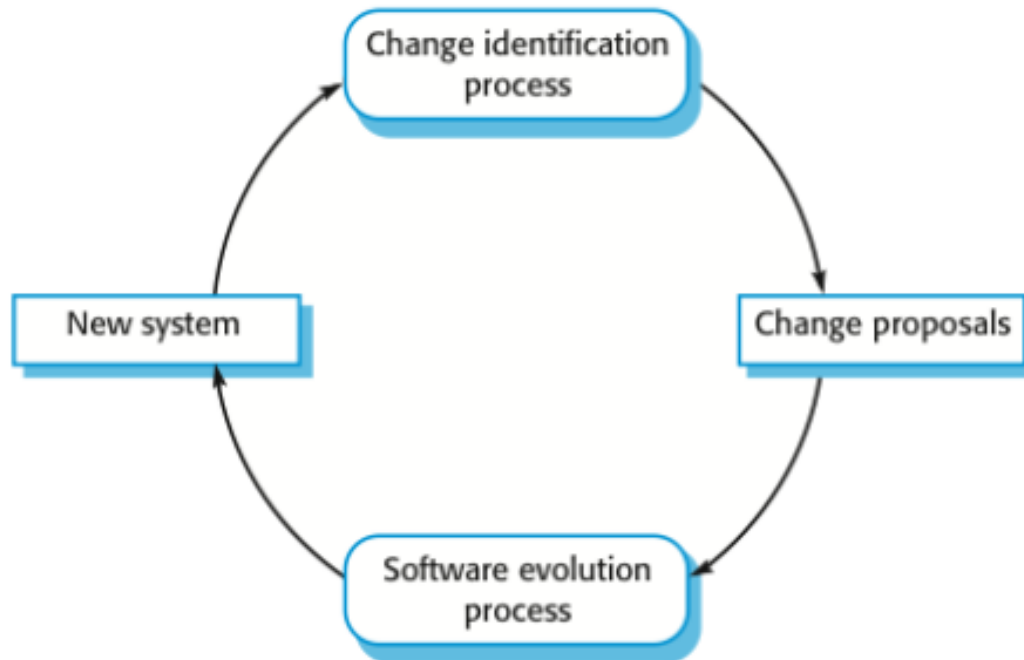 Change identification
process
New system
Change proposals
Software evolution
process